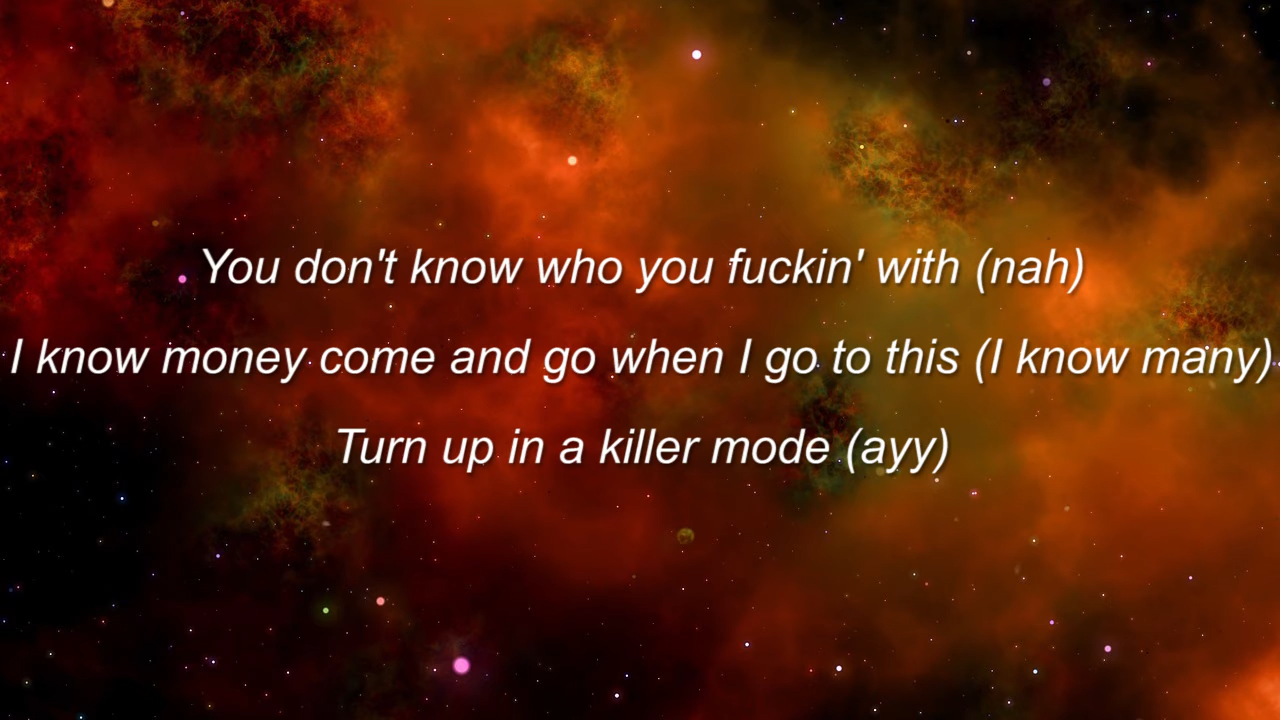 You don't know who you fuckin' with (nah)
I know money come and go when I go to this (I know many)
Turn up in a killer mode (ayy)